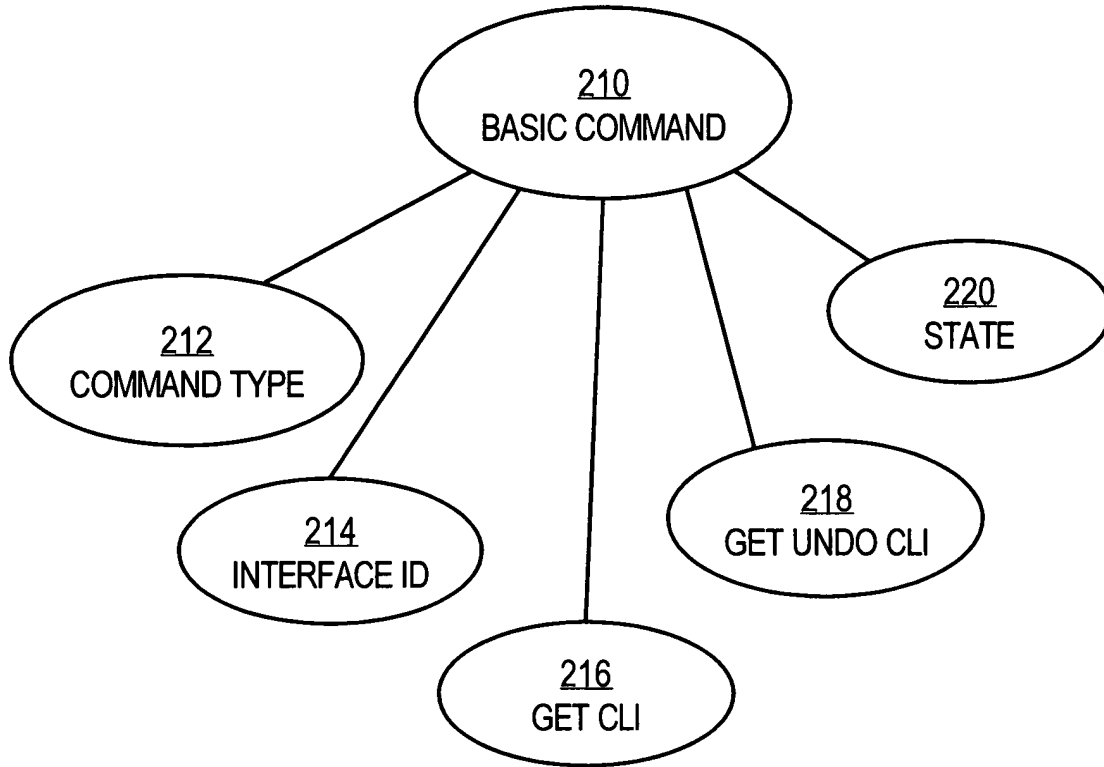 210
BASIC COMMAND
220
STATE
212
COMMAND TYPE
218
GET UNDO CLI
214
INTERFACE ID
216
GET CLI